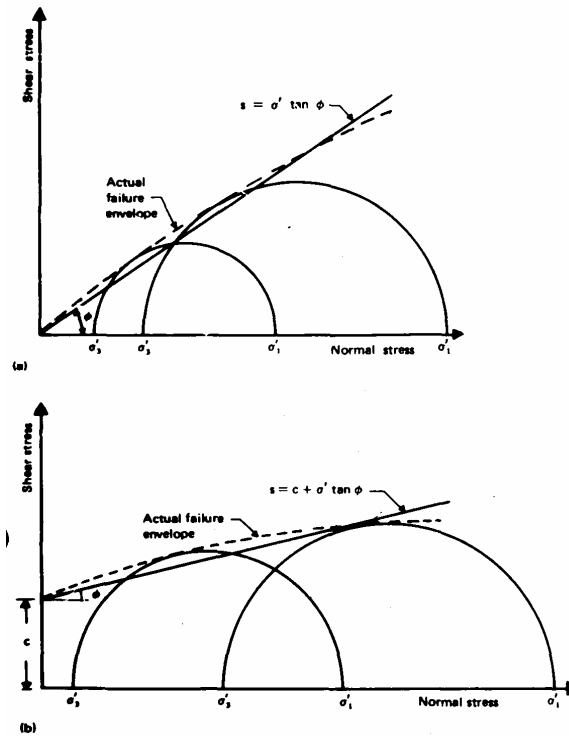 Shear stress
s = σ' tan ϕ
Actual
failure
envelope
ϕ
σ'₃
σ'₃
σ'₁
Normal stress
σ'₁
(a)
Shear stress
s = c + σ' tan ϕ
Actual failure
envelope
ϕ
c
σ'₃
σ'₃
σ'₁
Normal stress
σ'₁
(b)